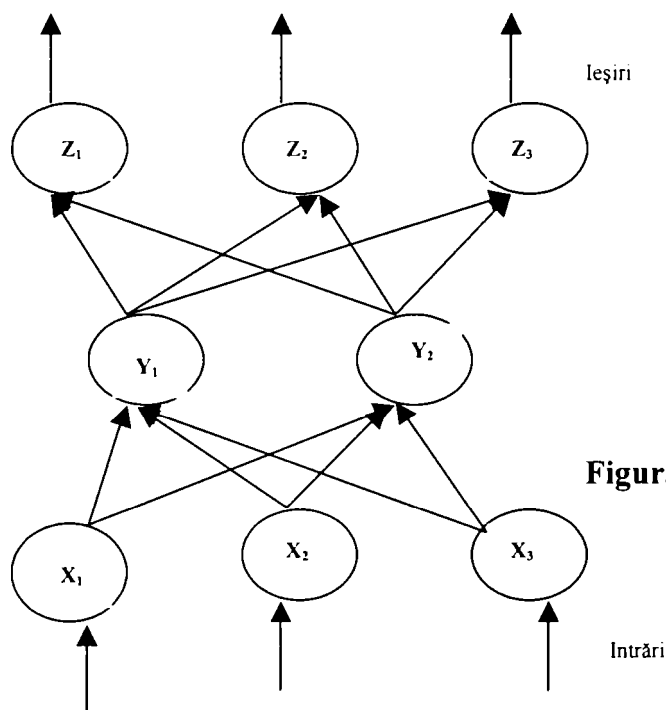 Ieşiri
Z₁ Z₂ Z₃
Y₁ Y₂
Figur
X₁ X₂ X₃
Intrări